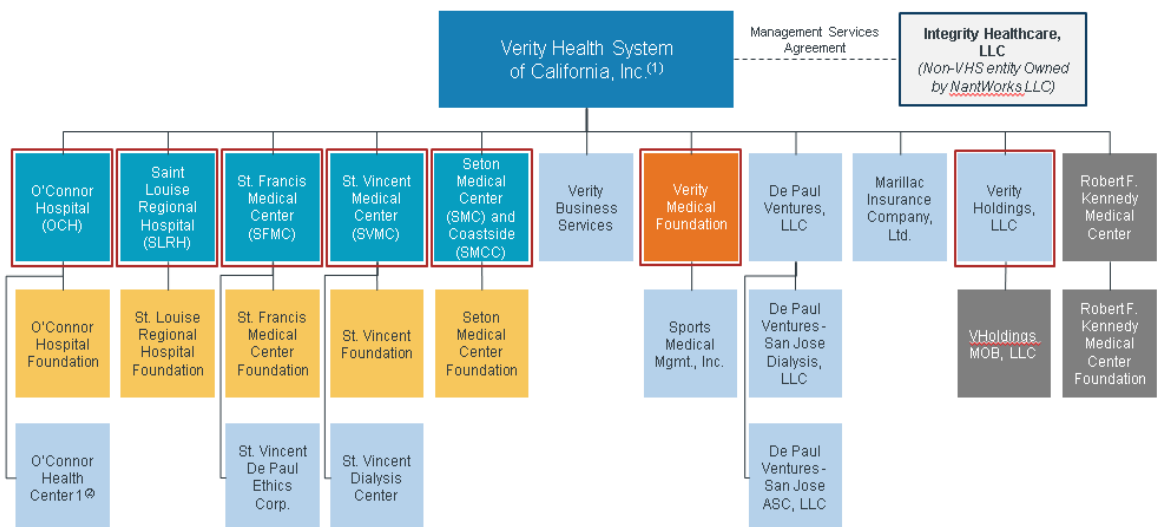 Verity Health System
of California, Inc.(1)
Management Services
Agreement
Integrity Healthcare,
LLC
(Non-VHS entity Owned
by NantWorks LLC)
O'Connor
Hospital
(OCH)
Saint
Louise
Regional
Hospital
(SLRH)
St. Francis
Medical
Center
(SFMC)
St. Vincent
Medical
Center
(SVMC)
Seton
Medical
Center
(SMC) and
Coastside
(SMCC)
Verity
Business
Services
Verity
Medical
Foundation
De Paul
Ventures,
LLC
Marillac
Insurance
Company,
Ltd.
Verity
Holdings,
LLC
Robert F.
Kennedy
Medical
Center
O'Connor
Hospital
Foundation
St. Louise
Regional
Hospital
Foundation
St. Francis
Medical
Center
Foundation
St. Vincent
Foundation
Seton
Medical
Center
Foundation
Sports
Medical
Mgmt., Inc.
De Paul
Ventures-
San Jose
Dialysis,
LLC
VHoldings
MOB, LLC
Robert F.
Kennedy
Medical
Center
Foundation
O'Connor
Health
Center 1(2)
St. Vincent
De Paul
Ethics
Corp.
St. Vincent
Dialysis
Center
De Paul
Ventures-
San Jose
ASC, LLC